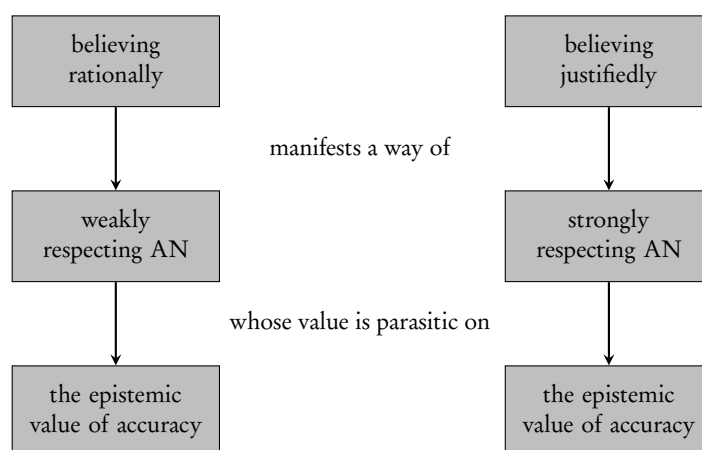 believing
rationally
believing
justifiedly
manifests a way of
weakly
respecting AN
strongly
respecting AN
whose value is parasitic on
the epistemic
value of accuracy
the epistemic
value of accuracy